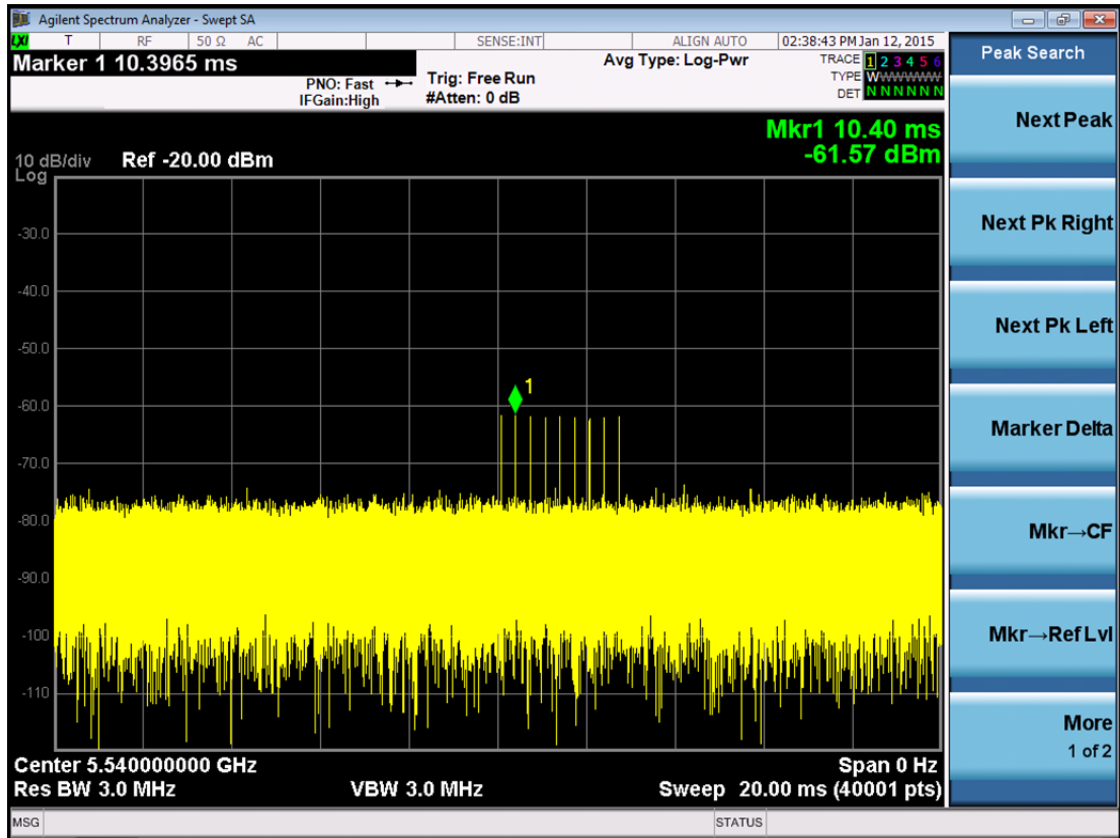 Agilent Spectrum Analyzer - Swept SA
LXI T RF 50 Ω AC SENSE:INT ALIGN AUTO 02:38:43 PM Jan 12, 2015
Marker 1 10.3965 ms
PNO: Fast
IFGain:High
Trig: Free Run
#Atten: 0 dB
Avg Type: Log-Pwr
TRACE 1 2 3 4 5 6
TYPE WWWWWW
DET N N N N N N
Mkr1 10.40 ms
-61.57 dBm
10 dB/div Ref -20.00 dBm
Log
-30.0
-40.0
-50.0
1
-60.0
-70.0
-80.0
-90.0
-100
-110
Center 5.540000000 GHz Span 0 Hz
Res BW 3.0 MHz VBW 3.0 MHz Sweep 20.00 ms (40001 pts)
MSG STATUS
Peak Search
Next Peak
Next Pk Right
Next Pk Left
Marker Delta
Mkr→CF
Mkr→Ref Lvl
More
1 of 2